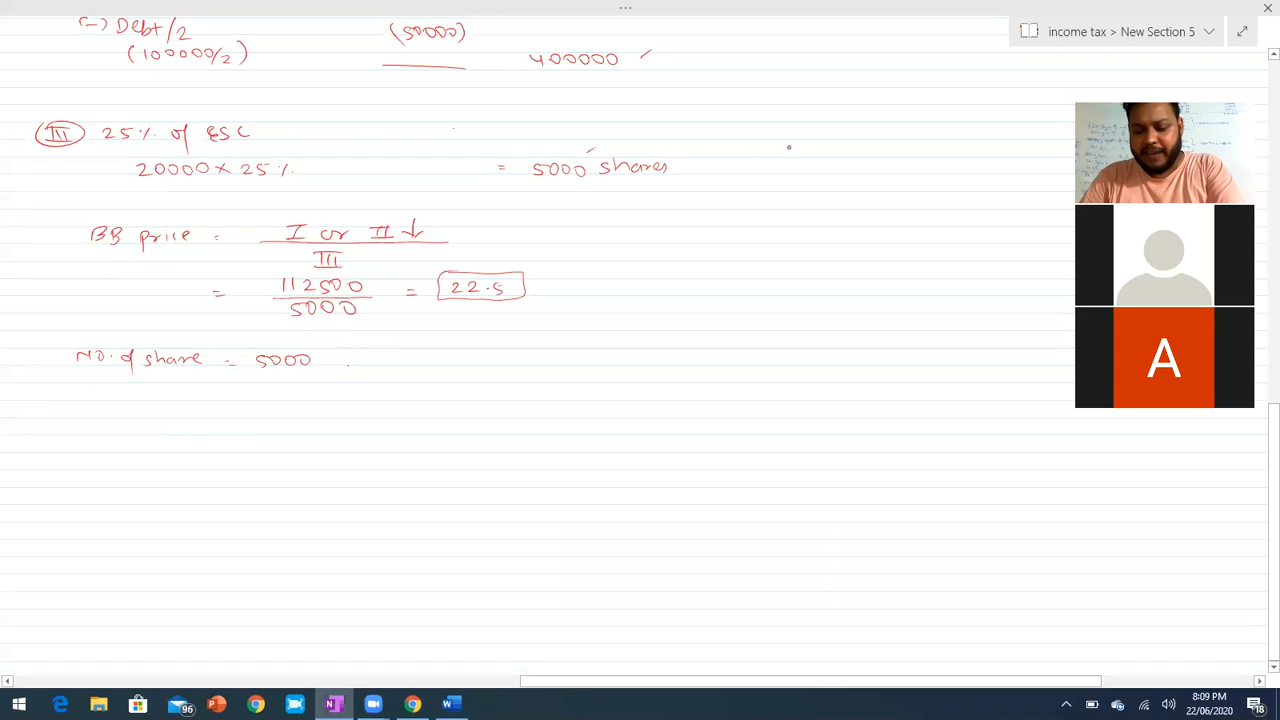 income tax > New Section 5
(-) Debt/2 (50000)
(100000/2) 400000
III 25% of ESC
20000 x 25% = 5000 shares
BB price = I or II ↓
III
= 112500 = 22.5
5000
No. of share = 5000
A
96
8:09 PM
22/06/2020
18